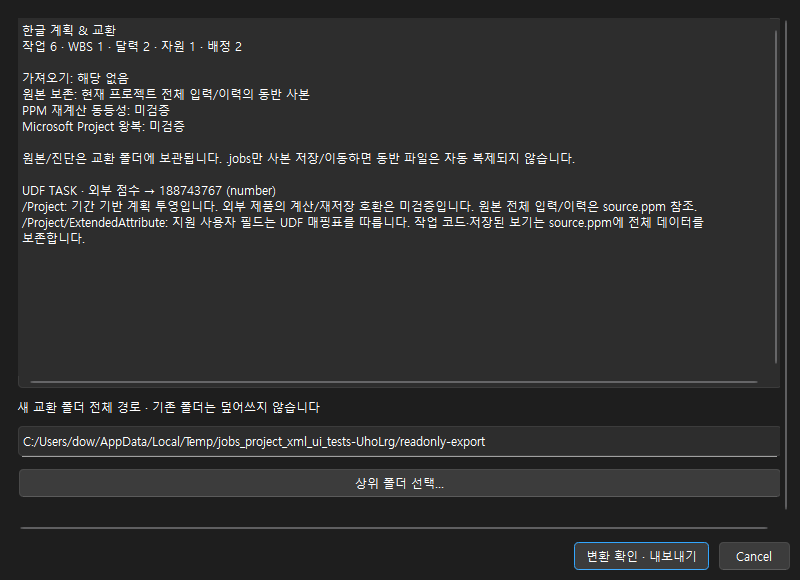 한글 계획 & 교환
작업 6 · WBS 1 · 달력 2 · 자원 1 · 배정 2
가져오기: 해당 없음
원본 보존: 현재 프로젝트 전체 입력/이력의 동반 사본
PPM 재계산 동등성: 미검증
Microsoft Project 왕복: 미검증
원본/진단은 교환 폴더에 보관됩니다. .jobs만 사본 저장/이동하면 동반 파일은 자동 복제되지 않습니다.
UDF TASK · 외부 점수 → 188743767 (number)
/Project: 기간 기반 계획 투영입니다. 외부 제품의 계산/재저장 호환은 미검증입니다. 원본 전체 입력/이력은 source.ppm 참조.
/Project/ExtendedAttribute: 지원 사용자 필드는 UDF 매핑표를 따릅니다. 작업 코드·저장된 보기는 source.ppm에 전체 데이터를
보존합니다.
새 교환 폴더 전체 경로 · 기존 폴더는 덮어쓰지 않습니다
C:/Users/dow/AppData/Local/Temp/jobs_project_xml_ui_tests-UhoLrg/readonly-export
상위 폴더 선택...
변환 확인 · 내보내기
Cancel